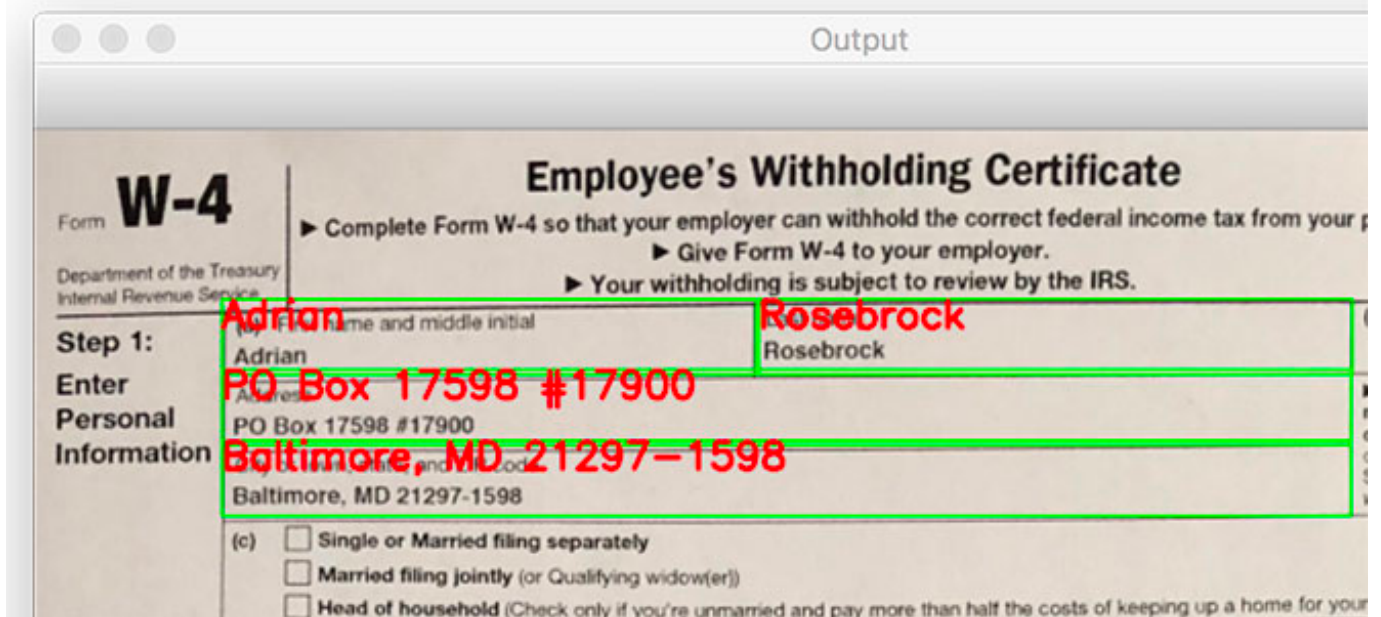 Output
Form W-4
Employee's Withholding Certificate
▶ Complete Form W-4 so that your employer can withhold the correct federal income tax from your
▶ Give Form W-4 to your employer.
▶ Your withholding is subject to review by the IRS.
Department of the Treasury
Internal Revenue Service
Step 1:
Enter
Personal
Information
Adrian
First name and middle initial
Adrian
Rosebrock
Rosebrock
PO Box 17598 #17900
Address
PO Box 17598 #17900
Baltimore, MD 21297-1598
Baltimore, MD 21297-1598
(c) Single or Married filing separately
Married filing jointly (or Qualifying widow(er))
Head of household (Check only if you're unmarried and pay more than half the costs of keeping up a home for your